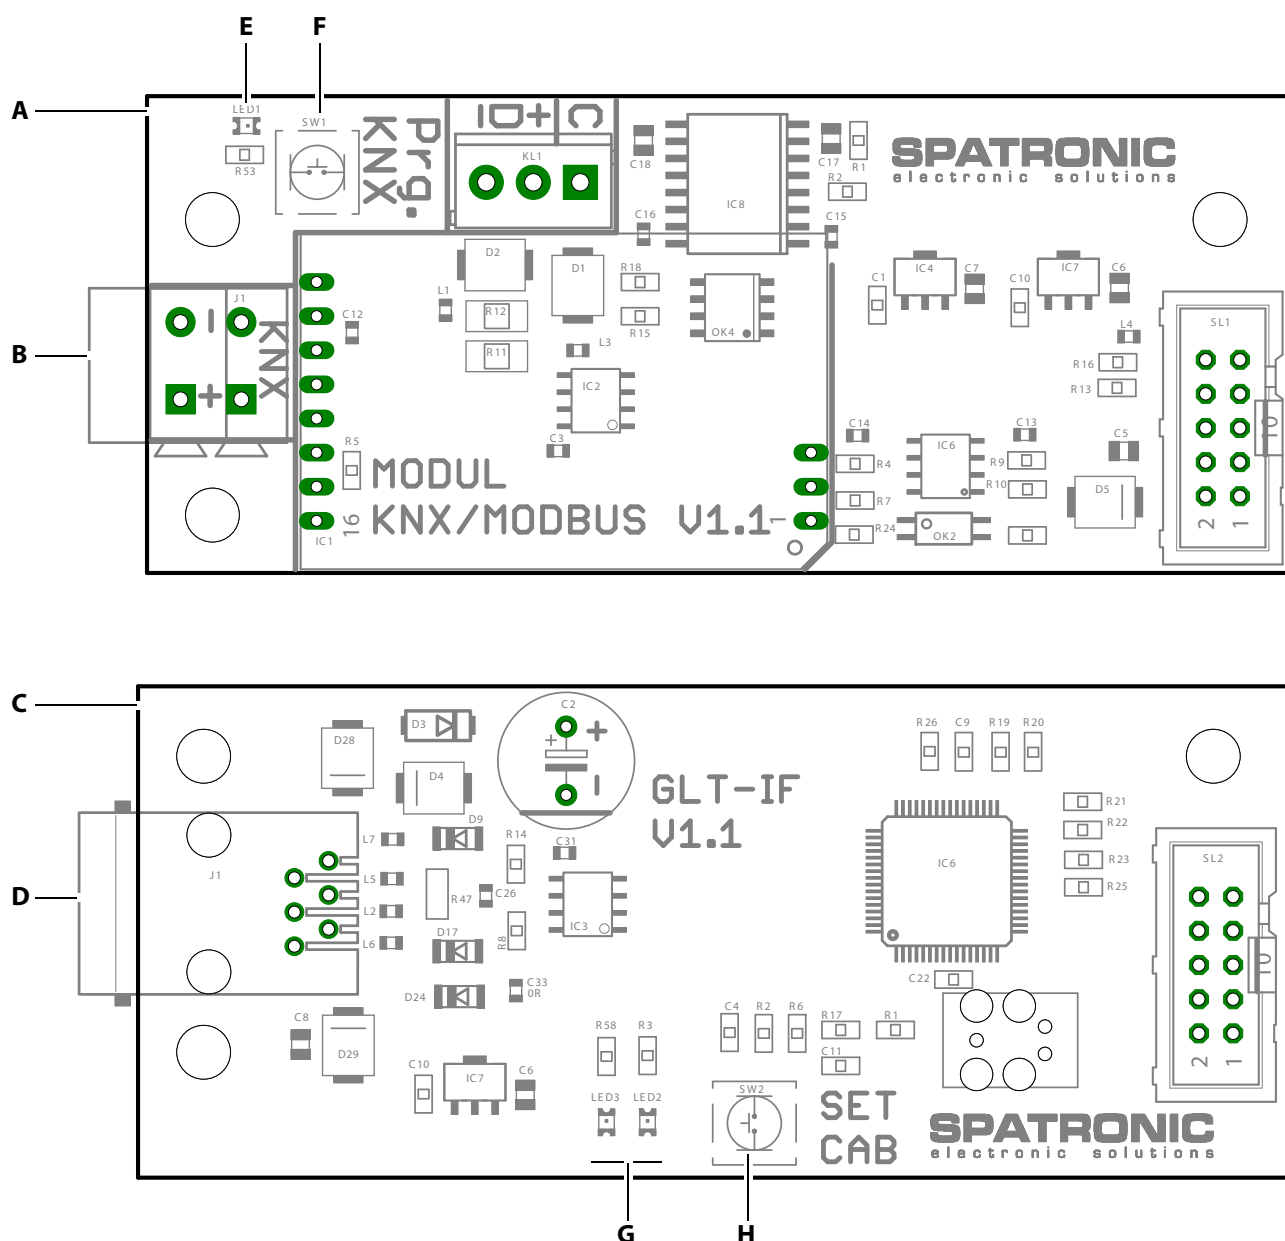 E F
A
LED1
SW1
R53
Prg.
KNX
+DI
C
KL1
C18
C16
IC8
C17
R1
R2
C15
SPATRONIC
electronic solutions
D2
D1
R18
L1
R12
R15
OK4
L3
R11
IC2
C3
C1
IC4
C7
C10
IC7
C6
L4
SL1
R16
R13
10
B
J1
KNX
- +
C12
R5
MODUL
KNX/MODBUS V1.1
IC1
16
1
C14
R4
R7
R24
IC6
OK2
C13
R9
R10
C5
D5
2 1
C
D28
D3
D4
C2
+
-
GLT-IF
V1.1
R26 C9 R19 R20
R21
R22
R23
R25
IC6
SL2
10
2 1
D
J1
L7
L5
L2
L6
D9
R14
C31
R47
C26
IC3
D17
R8
D24
C33
0R
C8
D29
C10
IC7
C6
R58 R3
LED3 LED2
C4 R2 R6
R17 R1
C11
C22
SW2
SET
CAB
SPATRONIC
electronic solutions
G H